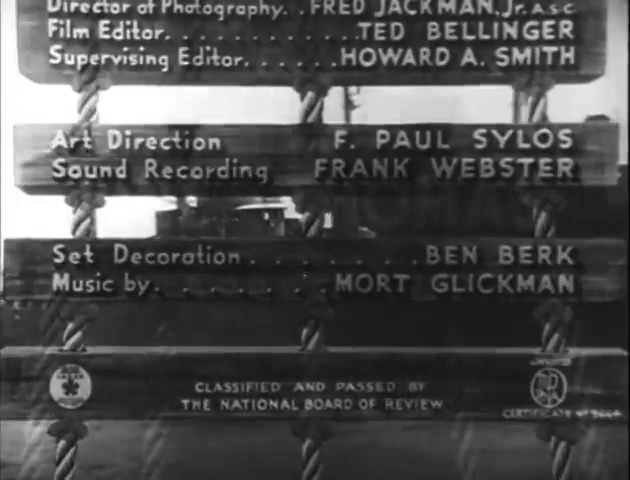 Director of Photography. . FRED JACKMAN, Jr. A.S.C.
Film Editor. . . . . . . . . . . . TED BELLINGER
Supervising Editor. . . . . . HOWARD A. SMITH
Art Direction F. PAUL SYLOS
Sound Recording FRANK WEBSTER
Set Decoration . . . . . . . . BEN BERK
Music by. . . . . . . . MORT GLICKMAN
CLASSIFIED AND PASSED BY
THE NATIONAL BOARD OF REVIEW
CERTIFICATE Nº